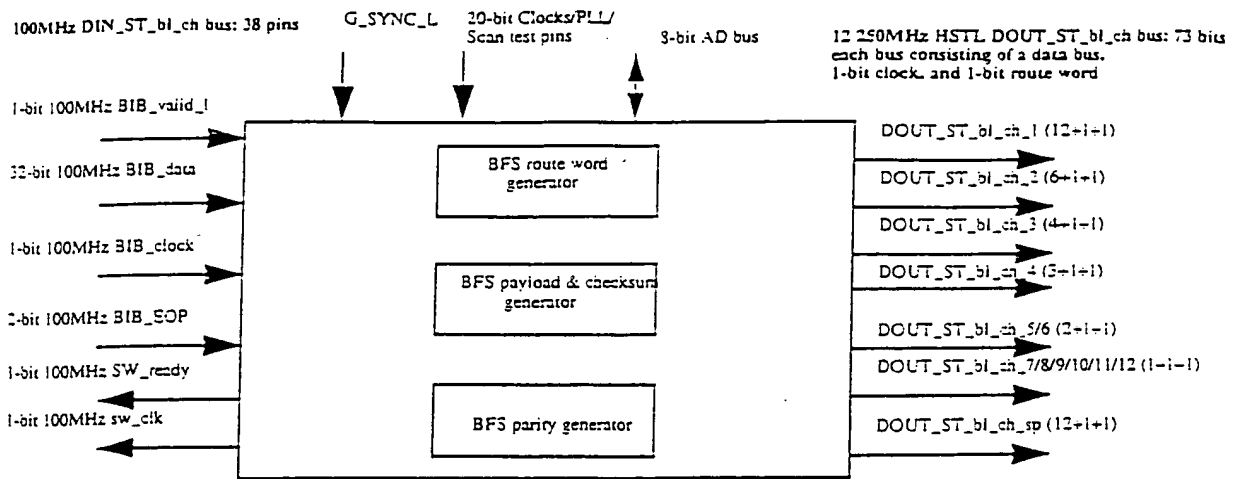 100MHz DIN_ST_bl_ch bus: 38 pins
G_SYNC_L
20-bit Clocks/PLL/
Scan test pins
8-bit AD bus
12 250MHz HSTL DOUT_ST_bl_ch bus: 73 bits
each bus consisting of a data bus,
1-bit clock, and 1-bit route word
1-bit 100MHz BIB_valid_l
32-bit 100MHz BIB_data
1-bit 100MHz BIB_clock
2-bit 100MHz BIB_EOP
1-bit 100MHz SW_ready
1-bit 100MHz sw_clk
BFS route word
generator
BFS payload & checksum
generator
BFS parity generator
DOUT_ST_bl_ch_1 (12+1+1)
DOUT_ST_bl_ch_2 (6+1+1)
DOUT_ST_bl_ch_3 (4+1+1)
DOUT_ST_bl_ch_4 (3+1+1)
DOUT_ST_bl_ch_5/6 (2+1+1)
DOUT_ST_bl_ch_7/8/9/10/11/12 (1+1+1)
DOUT_ST_bl_ch_sp (12+1+1)